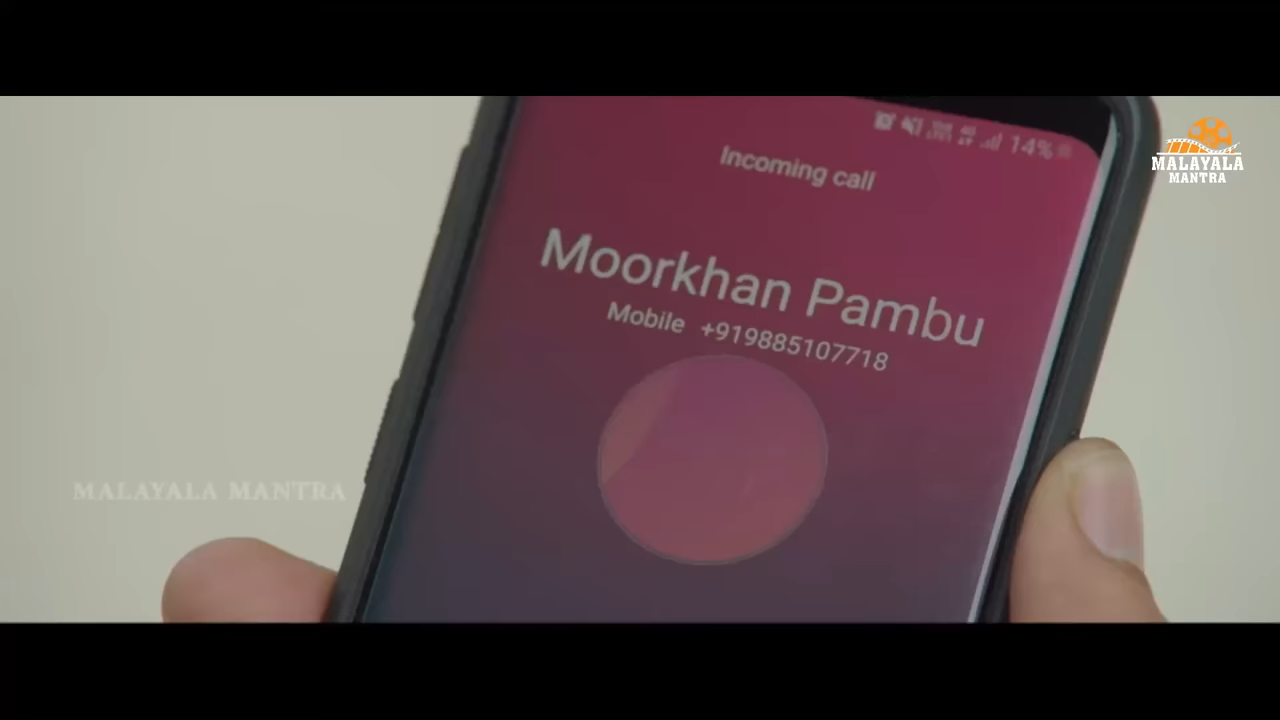 14%
Incoming call
Moorkhan Pambu
Mobile +919885107718
MALAYALA
MANTRA
MALAYALA MANTRA